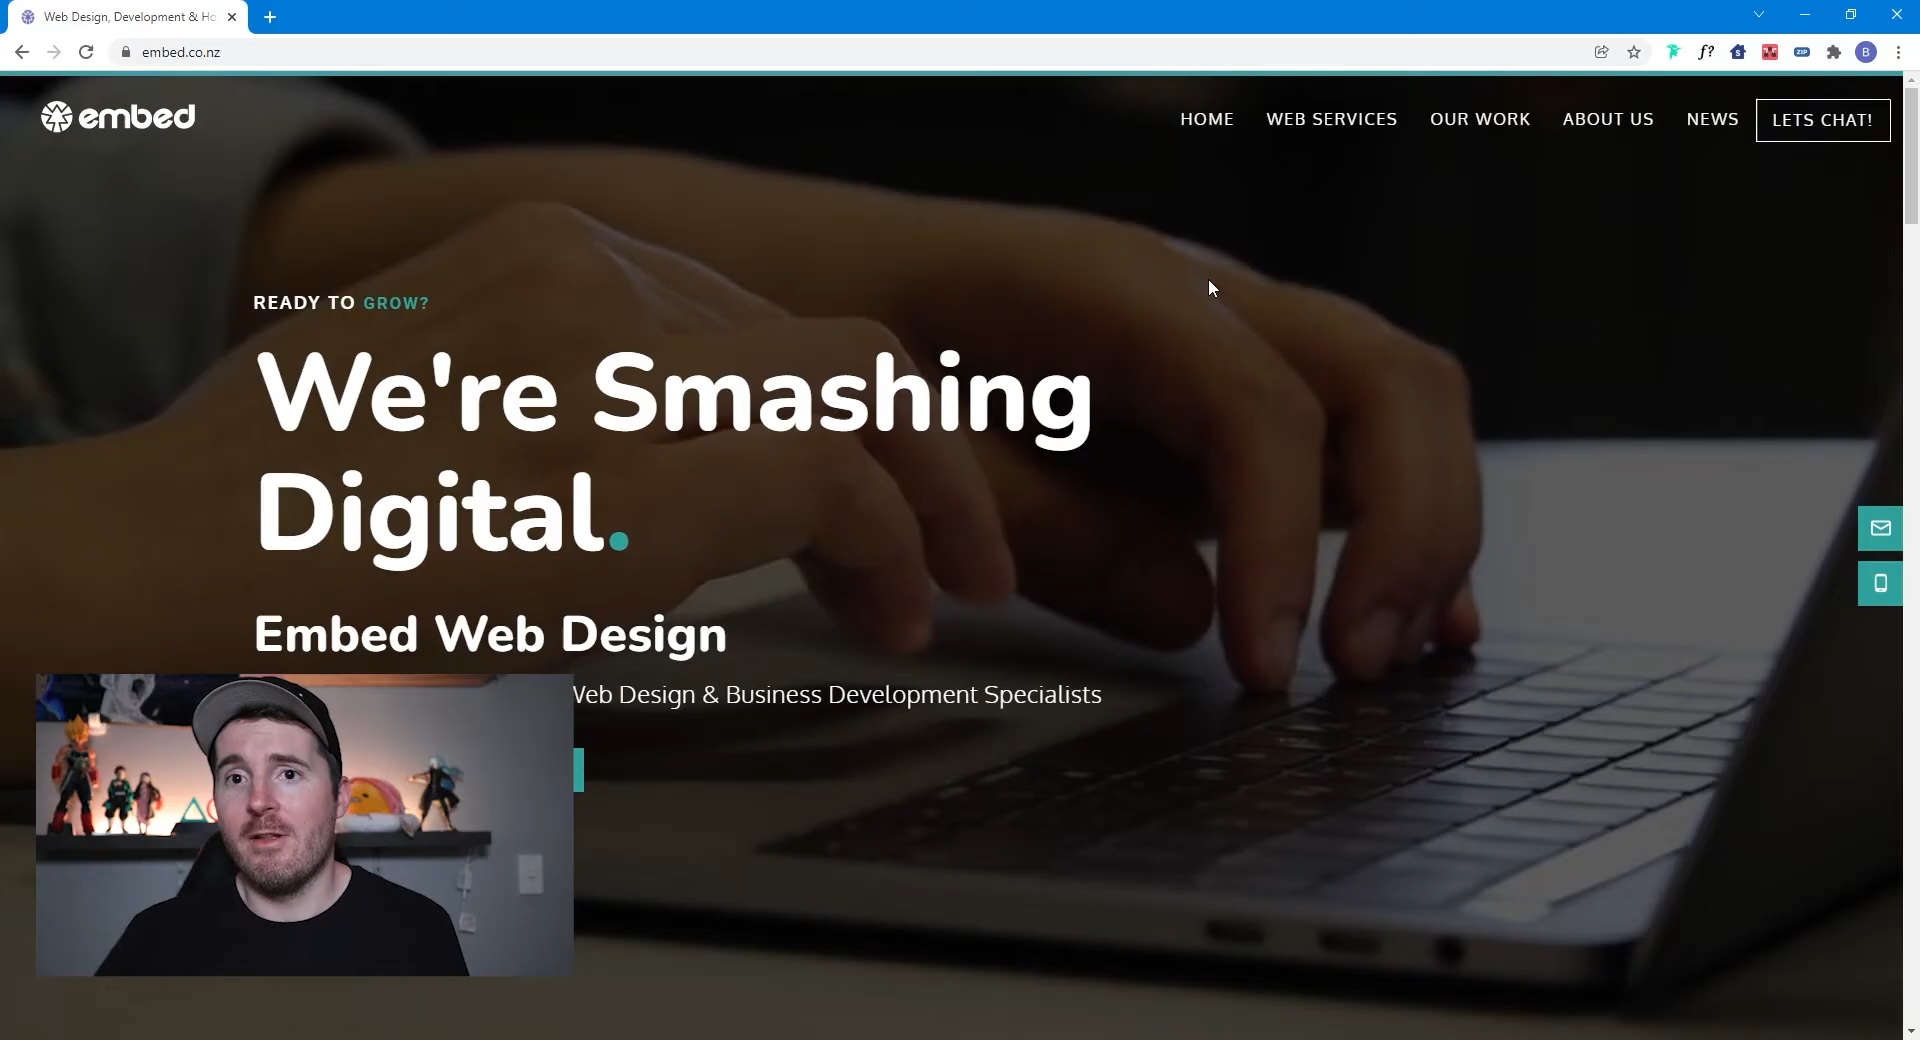 Web Design, Development & Ho
embed.co.nz
f?
ZIP
B
embed
HOME
WEB SERVICES
OUR WORK
ABOUT US
NEWS
LETS CHAT!
READY TO GROW?
We're Smashing
Digital.
Embed Web Design
Web Design & Business Development Specialists